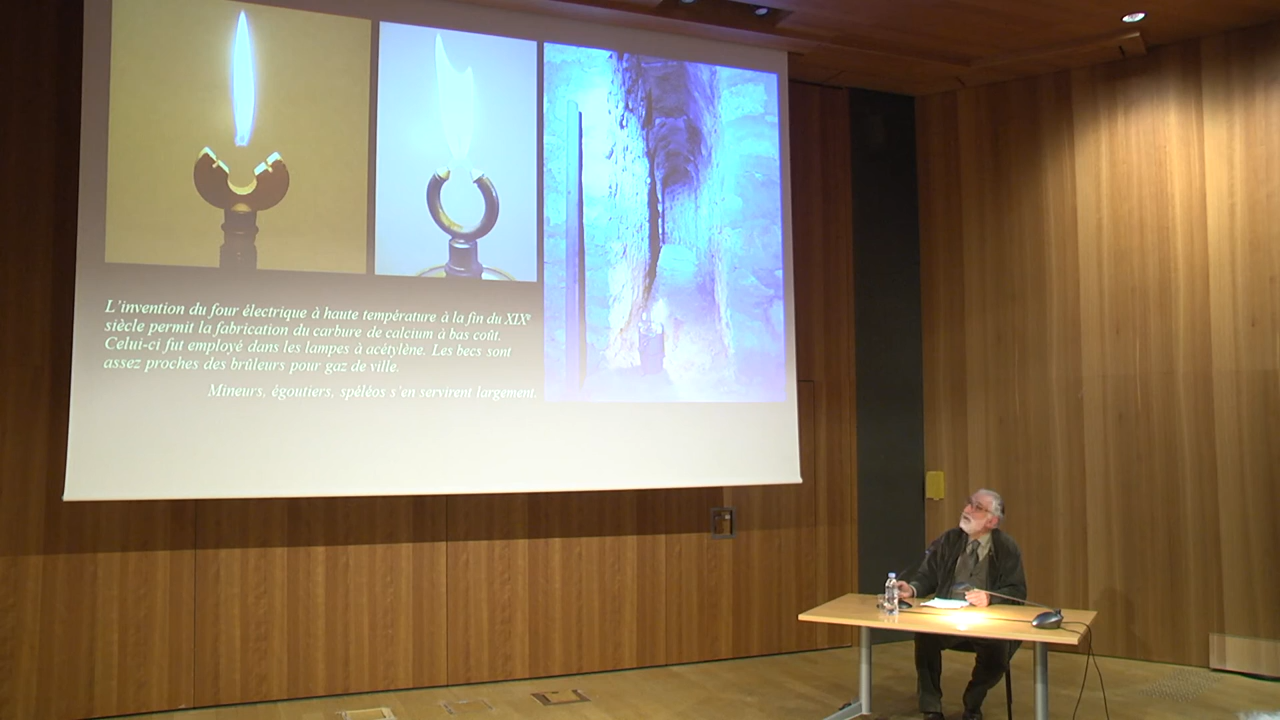 L'invention du four électrique à haute température à la fin du XIXᵉ
siècle permit la fabrication du carbure de calcium à bas coût.
Celui-ci fut employé dans les lampes à acétylène. Les becs sont
assez proches des brûleurs pour gaz de ville.
Mineurs, égoutiers, spéléos s'en servirent largement.